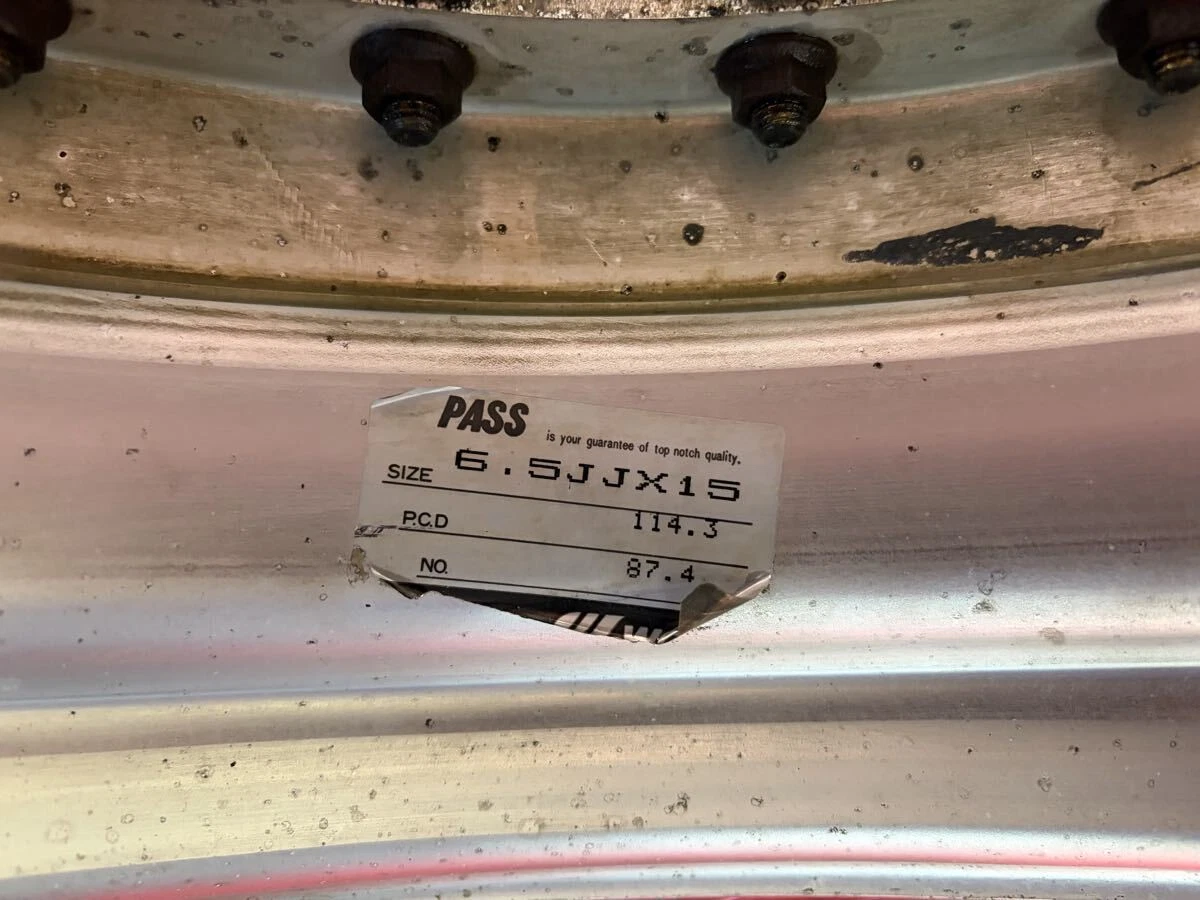 PASS
is your guarantee of top notch quality.
SIZE 6.5JJX15
P.C.D 114.3
NO. 87.4